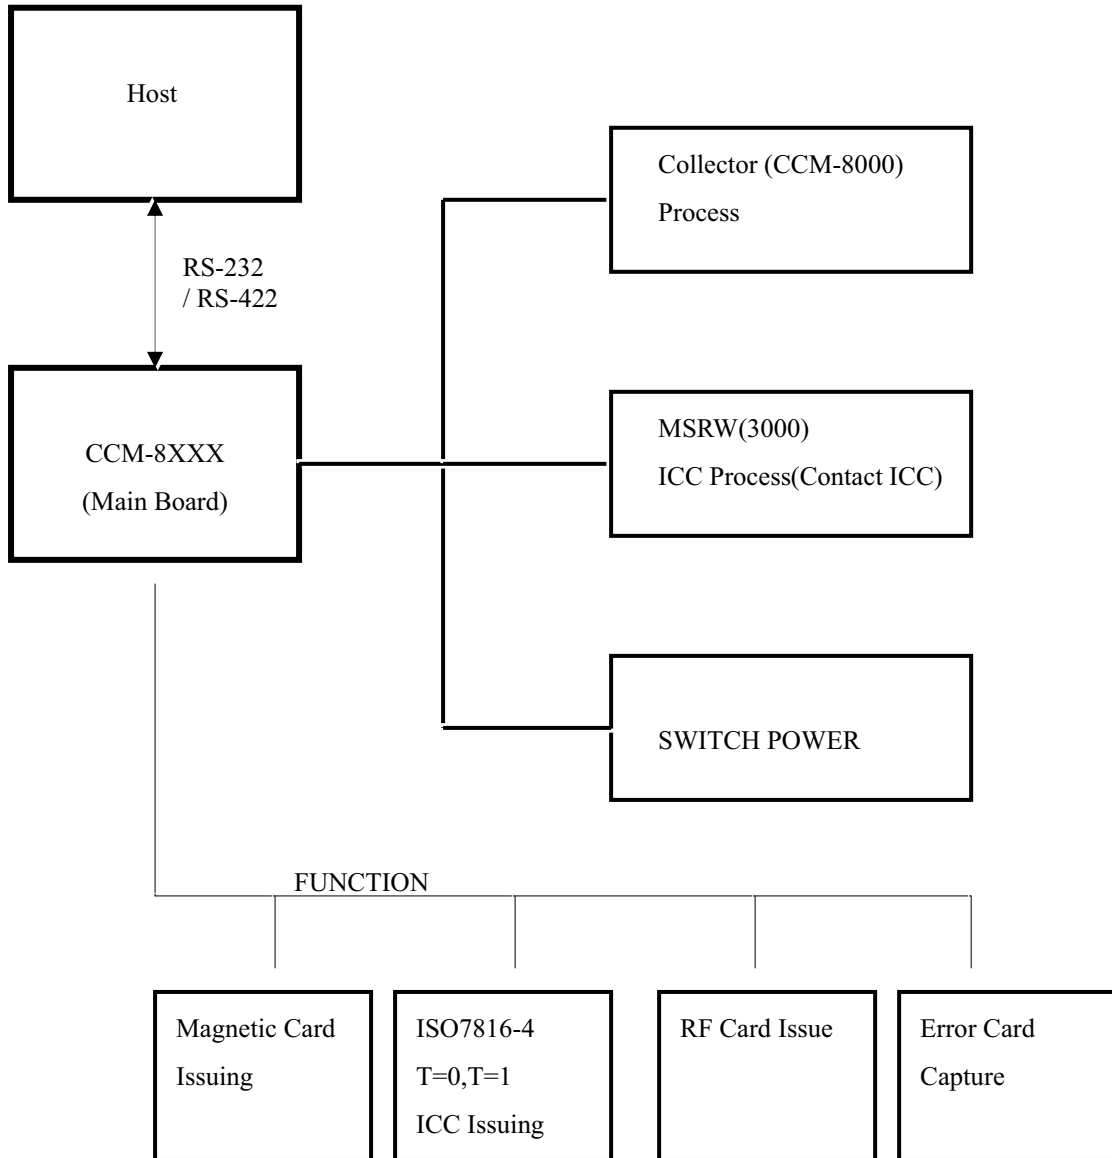 Host
Collector (CCM-8000)
Process
RS-232
/ RS-422
MSRW(3000)
ICC Process(Contact ICC)
CCM-8XXX
(Main Board)
SWITCH POWER
FUNCTION
Magnetic Card
Issuing
ISO7816-4
T=0,T=1
ICC Issuing
RF Card Issue
Error Card
Capture